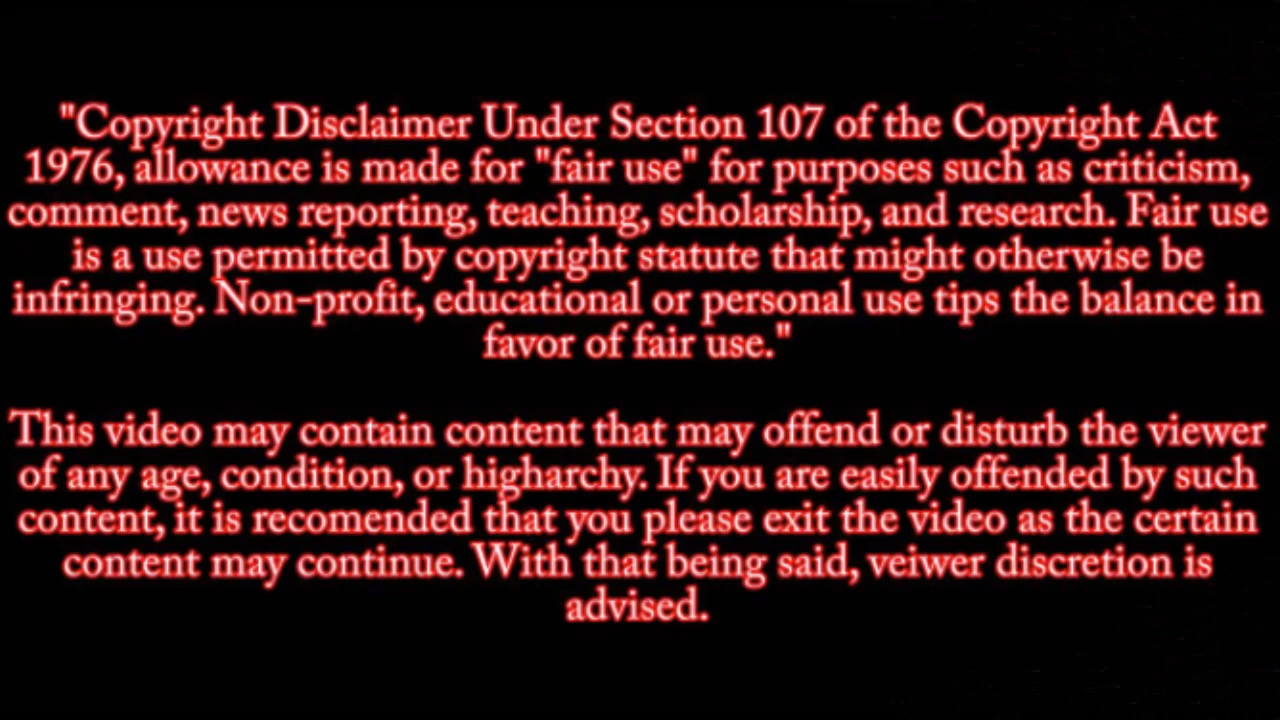 "Copyright Disclaimer Under Section 107 of the Copyright Act
1976, allowance is made for "fair use" for purposes such as criticism,
comment, news reporting, teaching, scholarship, and research. Fair use
is a use permitted by copyright statute that might otherwise be
infringing. Non-profit, educational or personal use tips the balance in
favor of fair use."
This video may contain content that may offend or disturb the viewer
of any age, condition, or higharchy. If you are easily offended by such
content, it is recomended that you please exit the video as the certain
content may continue. With that being said, veiwer discretion is
advised.